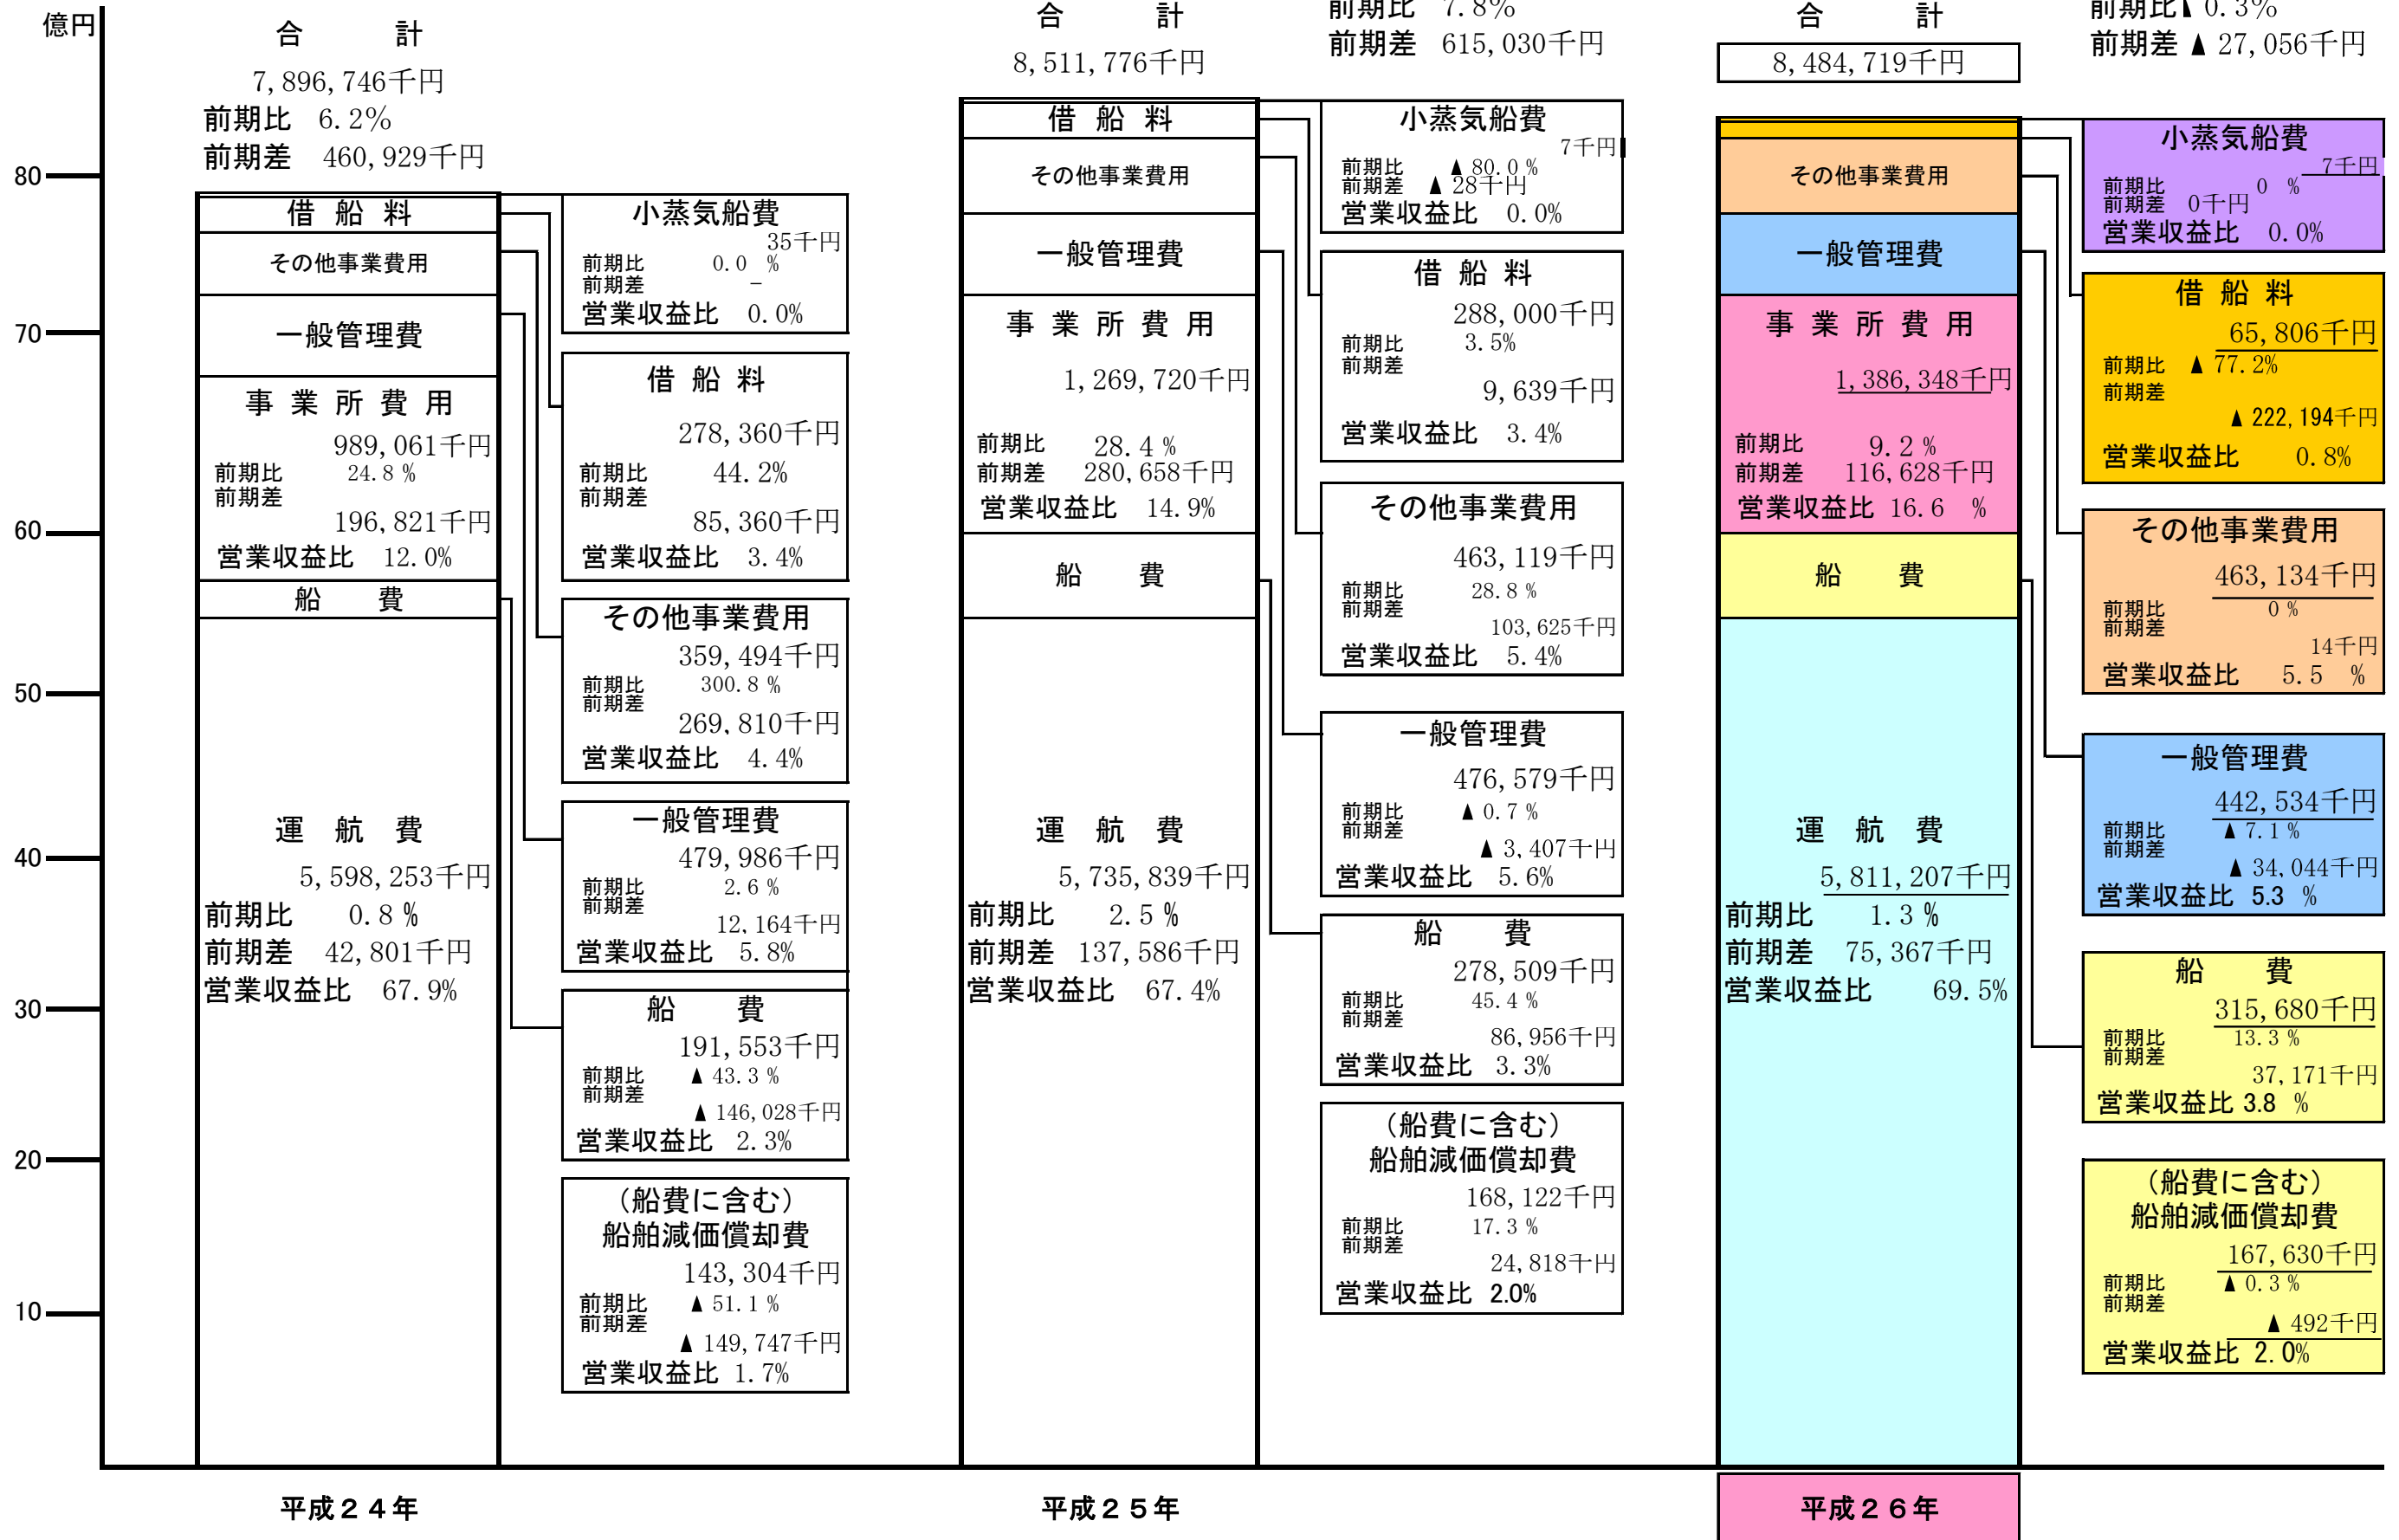 億円
80
70
60
50
40
30
20
10
合 計
7,896,746千円
前期比 6.2%
前期差 460,929千円
借 船 料
その他事業費用
一般管理費
事 業 所 費 用
989,061千円
前期比 24.8 %
前期差
196,821千円
営業収益比 12.0%
船 費
運 航 費
5,598,253千円
前期比 0.8 %
前期差 42,801千円
営業収益比 67.9%
小蒸気船費
35千円
前期比 0.0 %
前期差 −
営業収益比 0.0%
借 船 料
278,360千円
前期比 44.2%
前期差
85,360千円
営業収益比 3.4%
その他事業費用
359,494千円
前期比 300.8 %
前期差
269,810千円
営業収益比 4.4%
一般管理費
479,986千円
前期比 2.6 %
前期差
12,164千円
営業収益比 5.8%
船 費
191,553千円
前期比 ▲ 43.3 %
前期差
▲ 146,028千円
営業収益比 2.3%
（船費に含む）
船舶減価償却費
143,304千円
前期比 ▲ 51.1 %
前期差
▲ 149,747千円
営業収益比 1.7%
平成２４年
合 計
8,511,776千円
前期比 7.8%
前期差 615,030千円
借 船 料
その他事業費用
一般管理費
事 業 所 費 用
1,269,720千円
前期比 28.4 %
前期差 280,658千円
営業収益比 14.9%
船 費
運 航 費
5,735,839千円
前期比 2.5 %
前期差 137,586千円
営業収益比 67.4%
小蒸気船費
7千円
前期比 ▲ 80.0 %
前期差 ▲ 28千円
営業収益比 0.0%
借 船 料
288,000千円
前期比 3.5%
前期差
9,639千円
営業収益比 3.4%
その他事業費用
463,119千円
前期比 28.8 %
前期差
103,625千円
営業収益比 5.4%
一般管理費
476,579千円
前期比 ▲ 0.7 %
前期差
▲ 3,407千円
営業収益比 5.6%
船 費
278,509千円
前期比 45.4 %
前期差
86,956千円
営業収益比 3.3%
（船費に含む）
船舶減価償却費
168,122千円
前期比 17.3 %
前期差
24,818千円
営業収益比 2.0%
平成２５年
合 計
8,484,719千円
前期比▲ 0.3%
前期差 ▲ 27,056千円
その他事業費用
一般管理費
事 業 所 費 用
1,386,348千円
前期比 9.2 %
前期差 116,628千円
営業収益比 16.6 %
船 費
運 航 費
5,811,207千円
前期比 1.3 %
前期差 75,367千円
営業収益比 69.5%
小蒸気船費
7千円
前期比 0 %
前期差 0千円
営業収益比 0.0%
借 船 料
65,806千円
前期比 ▲ 77.2%
前期差
▲ 222,194千円
営業収益比 0.8%
その他事業費用
463,134千円
前期比 0 %
前期差
14千円
営業収益比 5.5 %
一般管理費
442,534千円
前期比 ▲ 7.1 %
前期差
▲ 34,044千円
営業収益比 5.3 %
船 費
315,680千円
前期比 13.3 %
前期差
37,171千円
営業収益比 3.8 %
（船費に含む）
船舶減価償却費
167,630千円
前期比 ▲ 0.3 %
前期差
▲ 492千円
営業収益比 2.0%
平成２６年